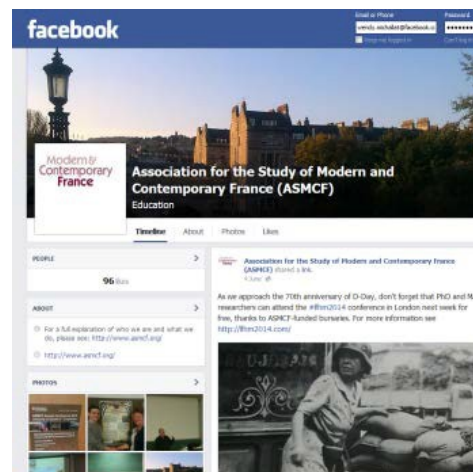 facebook
Email or Phone
Password
Keep me logged in
Modern &
Contemporary
France
Association for the Study of Modern and
Contemporary France (ASMCF)
Education
Timeline About Photos Likes
PEOPLE
96 likes
ABOUT
For a full explanation of who we are and what we
do, please see: http://www.asmcf.org/
http://www.asmcf.org/
PHOTOS
Association for the Study of Modern and Contemporary France
(ASMCF) shared a link.
4 June
As we approach the 70th anniversary of D-Day, don't forget that PhD and M
researchers can attend the #lfhm2014 conference in London next week for
free, thanks to ASMCF-funded bursaries. For more information see